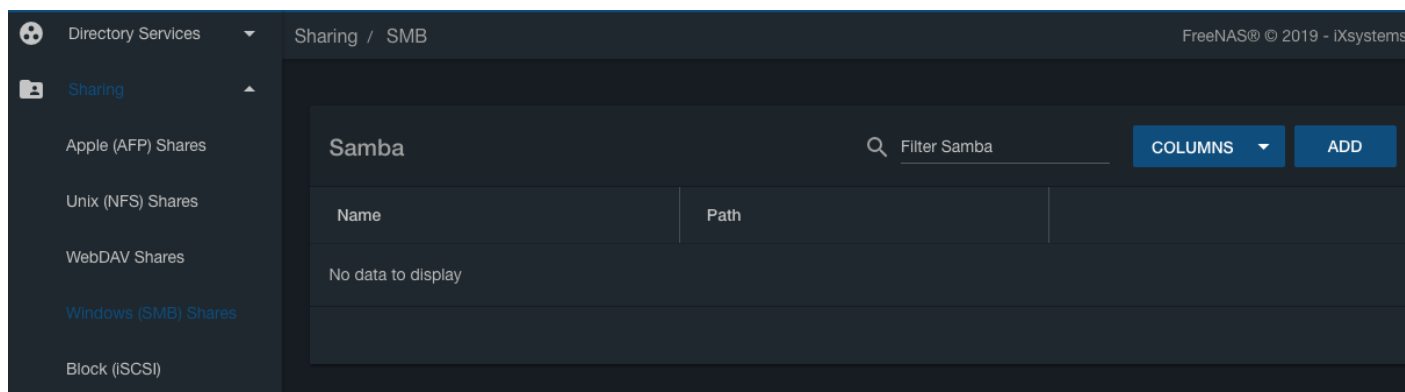 Directory Services
Sharing
Apple (AFP) Shares
Unix (NFS) Shares
WebDAV Shares
Windows (SMB) Shares
Block (iSCSI)
Sharing / SMB
FreeNAS® © 2019 - iXsystems
Samba
Filter Samba
COLUMNS
ADD
Name
Path
No data to display